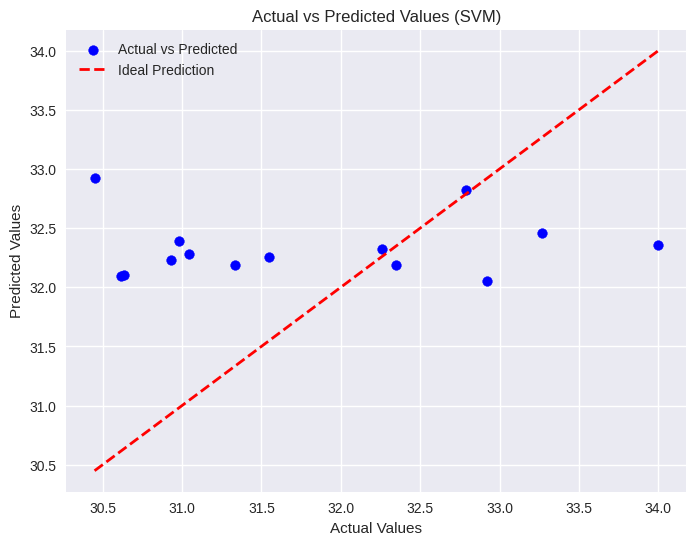 Actual vs Predicted Values (SVM)
Actual vs Predicted
Ideal Prediction
34.0
33.5
33.0
32.5
32.0
31.5
31.0
30.5
Predicted Values
30.5 31.0 31.5 32.0 32.5 33.0 33.5 34.0
Actual Values